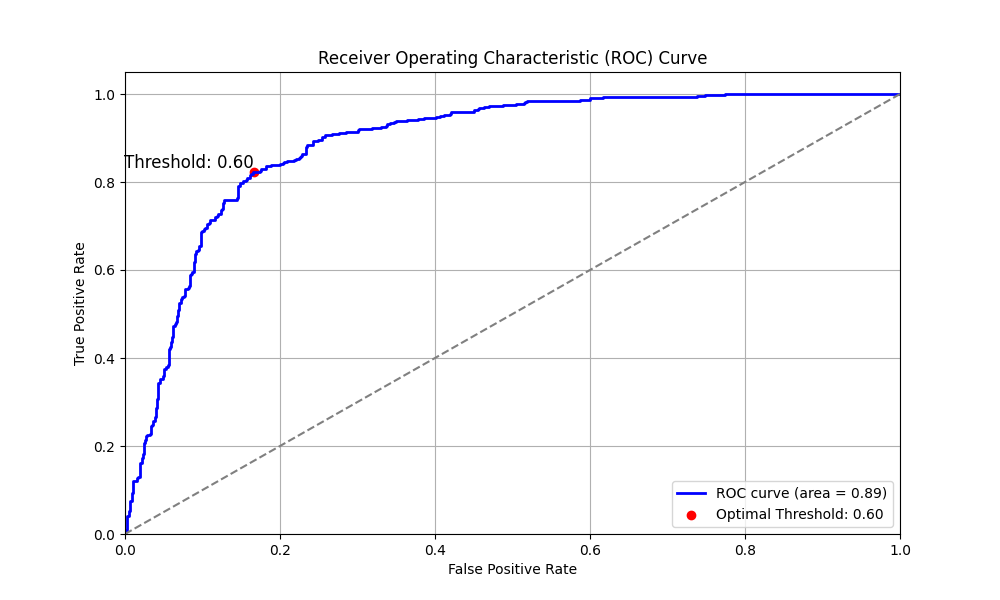 Receiver Operating Characteristic (ROC) Curve
True Positive Rate
1.0
0.8
0.6
0.4
0.2
0.0
Threshold: 0.60
ROC curve (area = 0.89)
Optimal Threshold: 0.60
0.0 0.2 0.4 0.6 0.8 1.0
False Positive Rate